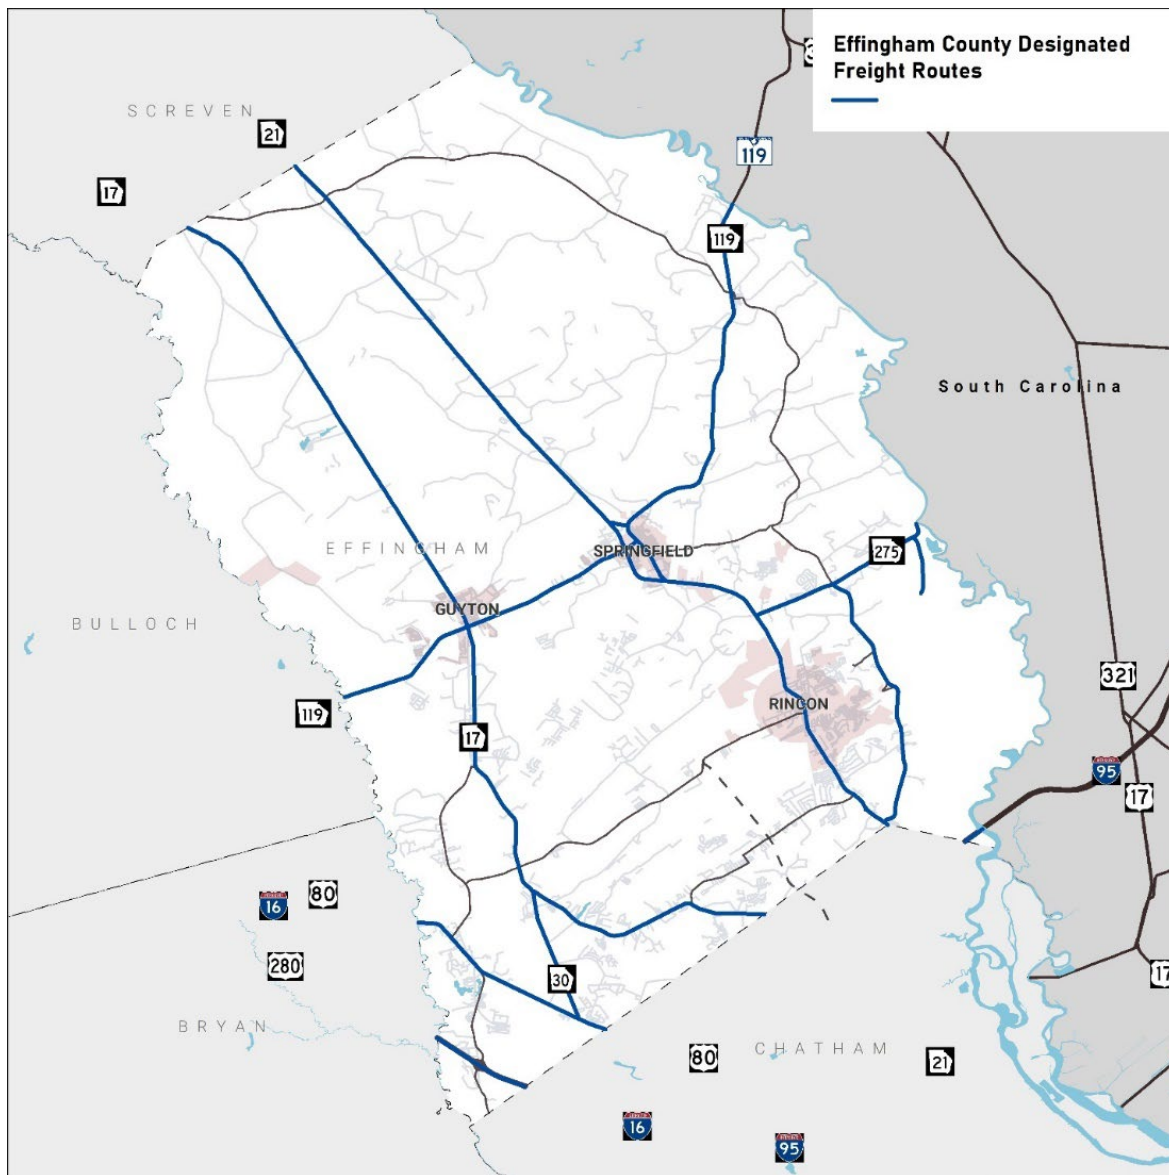 Effingham County Designated
Freight Routes
SCREVEN
21
17
119
119
South Carolina
EFFINGHAM
SPRINGFIELD
275
GUYTON
BULLOCH
321
RINCON
119
17
95
17
80
16
280
30
17
BRYAN
80
CHATHAM
21
16
95